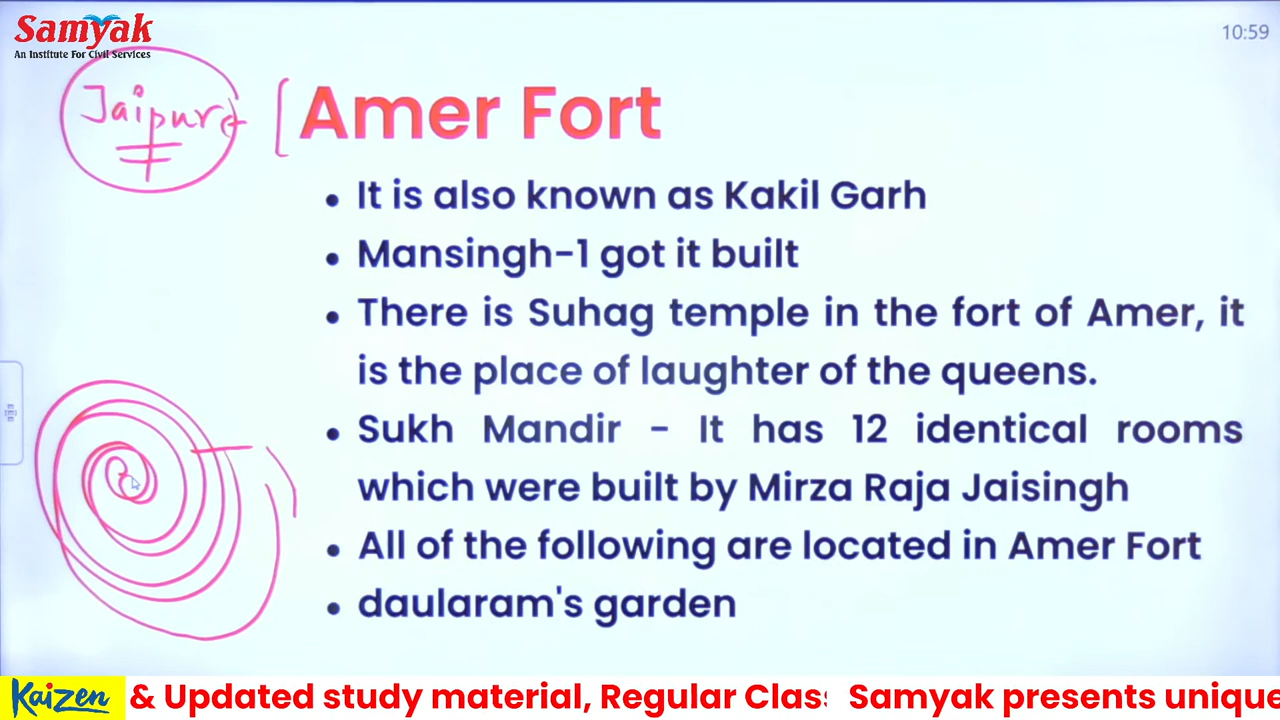 Samyak
An Institute For Civil Services
10:59
Jaipur
Amer Fort
• It is also known as Kakil Garh
• Mansingh-1 got it built
• There is Suhag temple in the fort of Amer, it
is the place of laughter of the queens.
• Sukh Mandir - It has 12 identical rooms
which were built by Mirza Raja Jaisingh
• All of the following are located in Amer Fort
• daularam's garden
Kaizen & Updated study material, Regular Clas Samyak presents unique